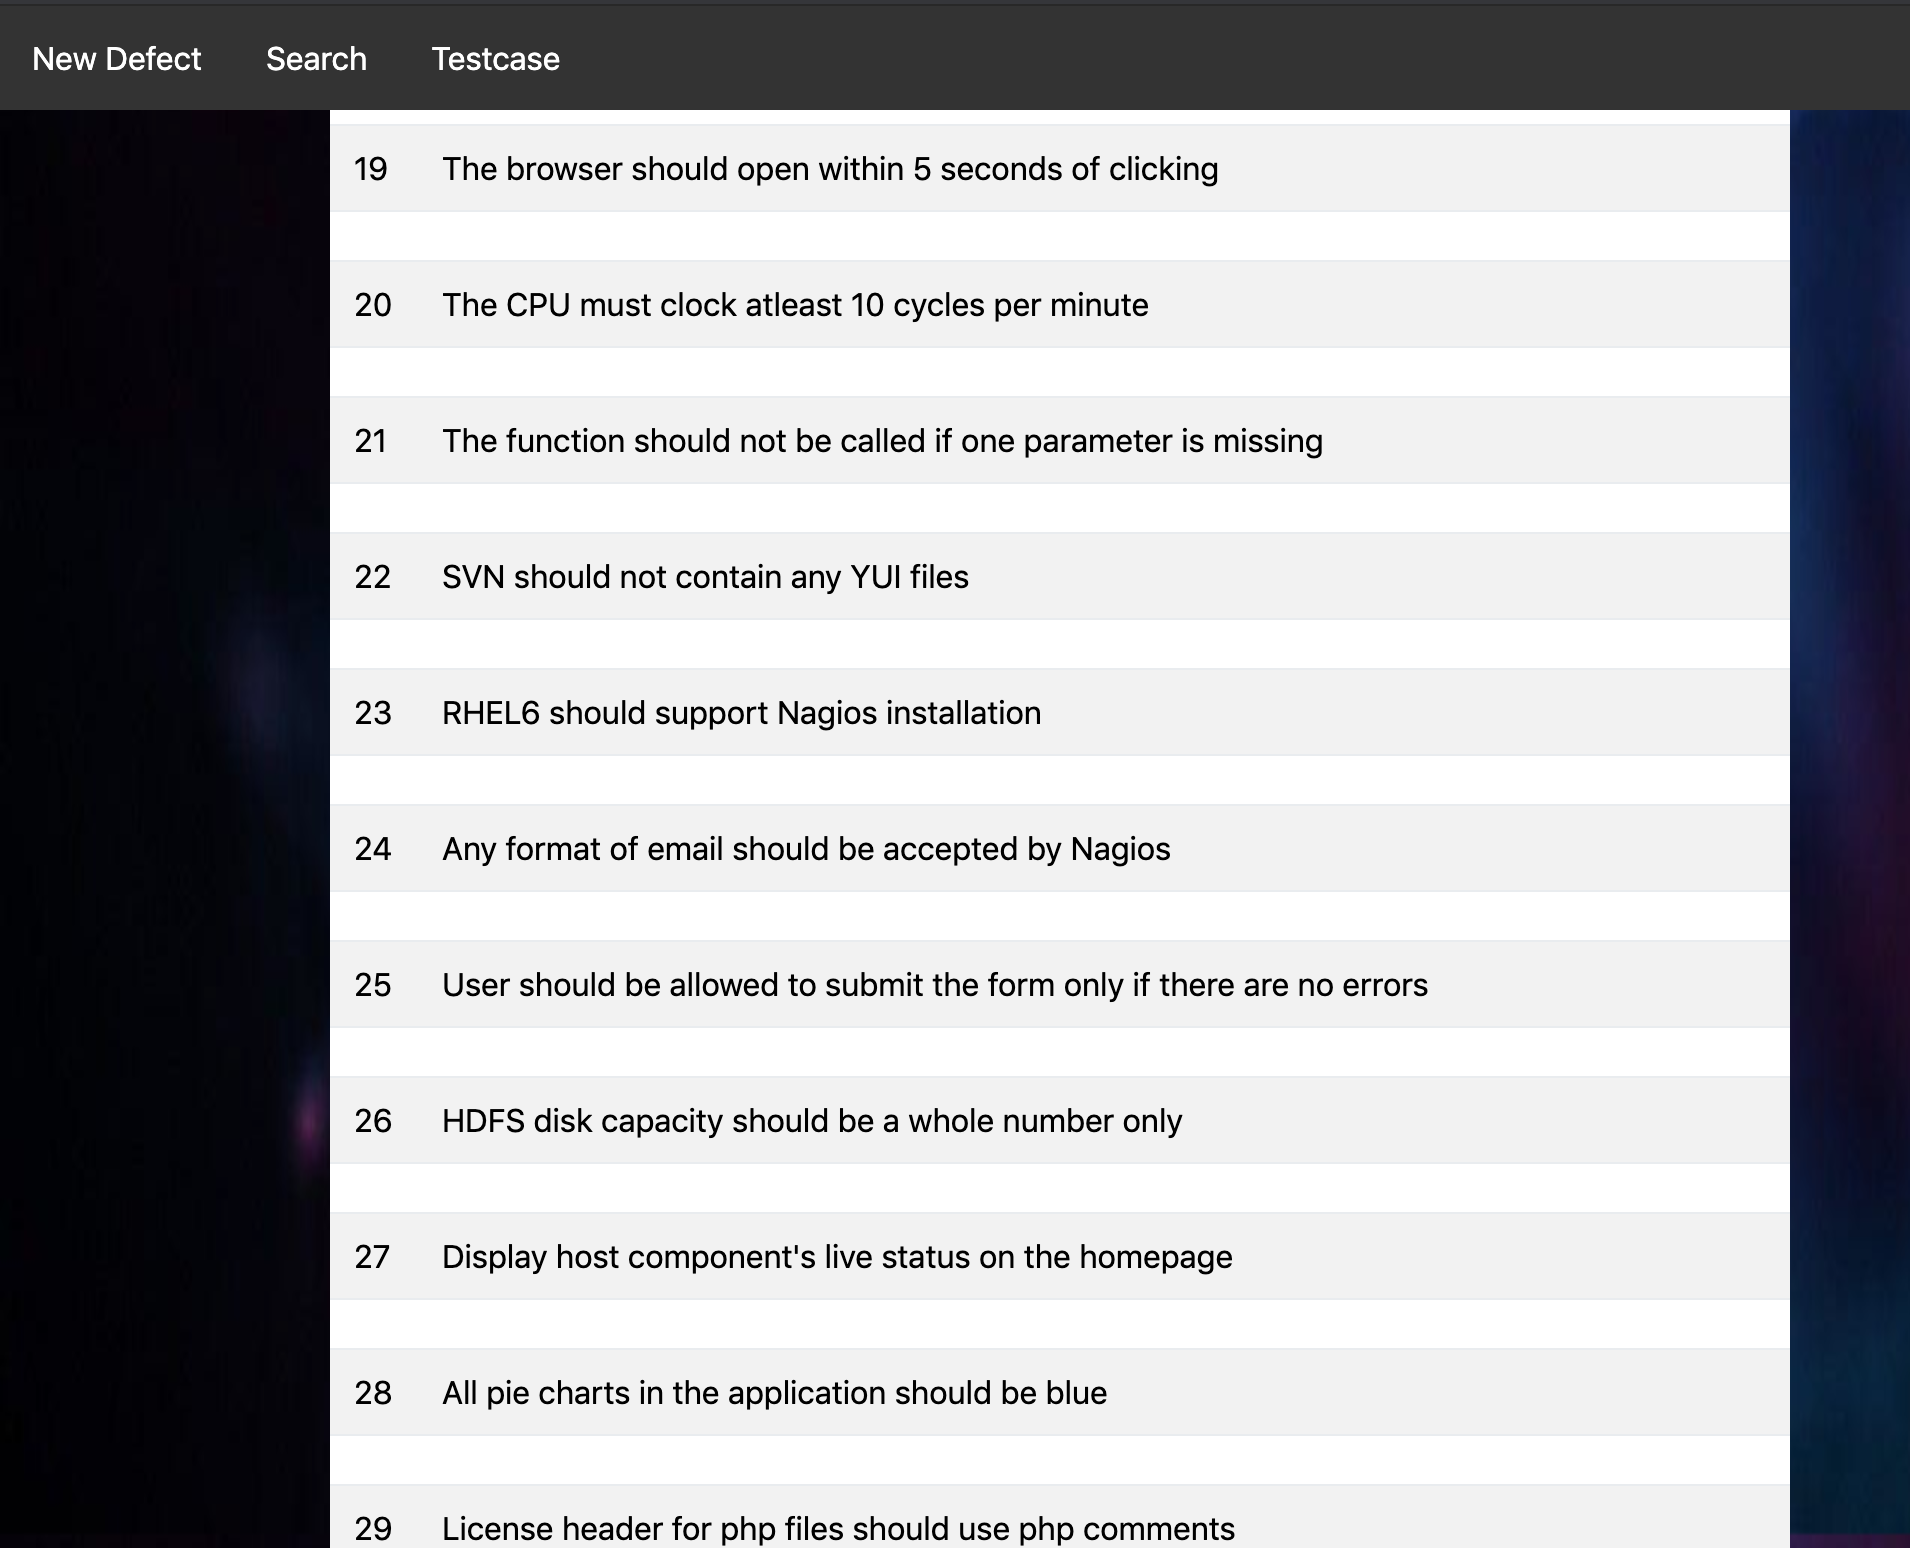 New Defect Search Testcase
19 The browser should open within 5 seconds of clicking
20 The CPU must clock atleast 10 cycles per minute
21 The function should not be called if one parameter is missing
22 SVN should not contain any YUI files
23 RHEL6 should support Nagios installation
24 Any format of email should be accepted by Nagios
25 User should be allowed to submit the form only if there are no errors
26 HDFS disk capacity should be a whole number only
27 Display host component's live status on the homepage
28 All pie charts in the application should be blue
29 License header for php files should use php comments